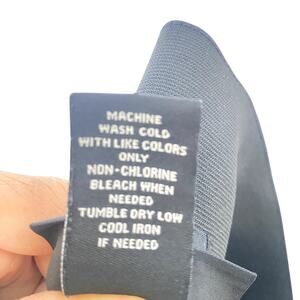 MACHINE
WASH COLD
WITH LIKE COLORS
ONLY
NON-CHLORINE
BLEACH WHEN
NEEDED
TUMBLE DRY LOW
COOL IRON
IF NEEDED